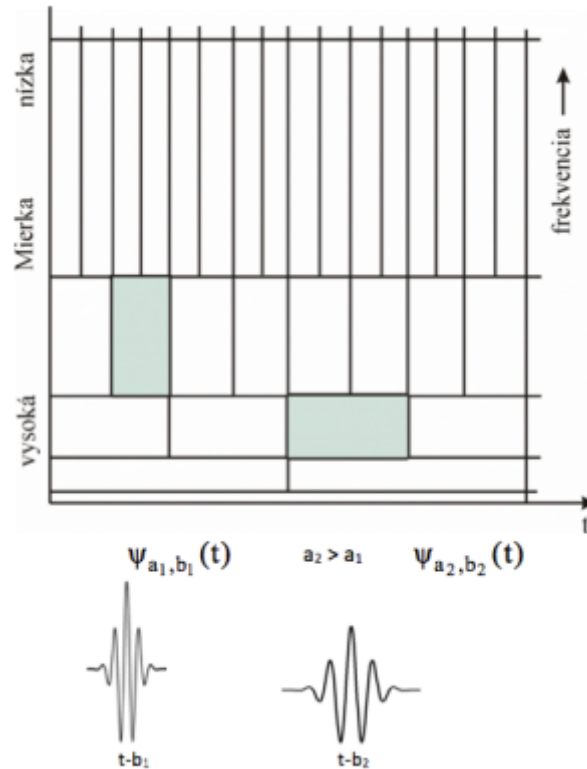 nízka
Mierka
vysoká
frekvencia
t
ψa₁,b₁(t)
a₂ > a₁
ψa₂,b₂(t)
t-b₁
t-b₂